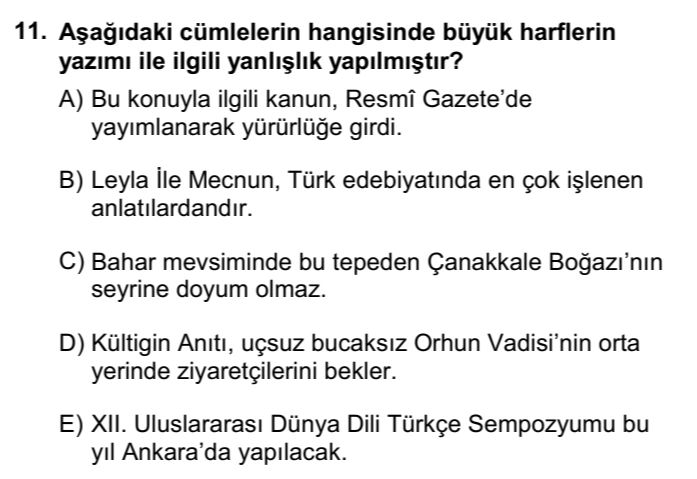 11. Aşağıdaki cümlelerin hangisinde büyük harflerin
yazımı ile ilgili yanlışlık yapılmıştır?
A) Bu konuyla ilgili kanun, Resmî Gazete’de
yayımlanarak yürürlüğe girdi.
B) Leyla İle Mecnun, Türk edebiyatında en çok işlenen
anlatılardandır.
C) Bahar mevsiminde bu tepeden Çanakkale Boğazı’nın
seyrine doyum olmaz.
D) Kültigin Anıtı, uçsuz bucaksız Orhun Vadisi’nin orta
yerinde ziyaretçilerini bekler.
E) XII. Uluslararası Dünya Dili Türkçe Sempozyumu bu
yıl Ankara’da yapılacak.